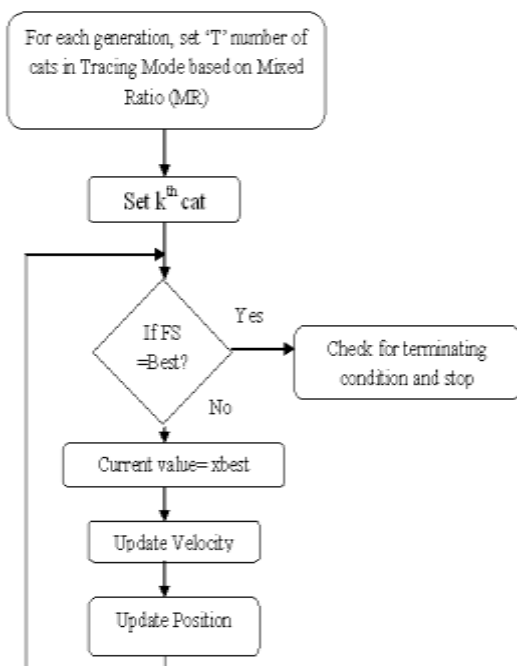 For each generation, set ‘T’ number of
cats in Tracing Mode based on Mixed
Ratio (MR)
Set kth cat
If FS
=Best?
Yes
Check for terminating
condition and stop
No
Current value= xbest
Update Velocity
Update Position